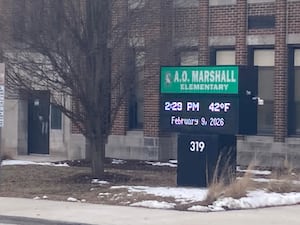 A.O. MARSHALL
ELEMENTARY
2:29 PM 42°F
February 9, 2026
319